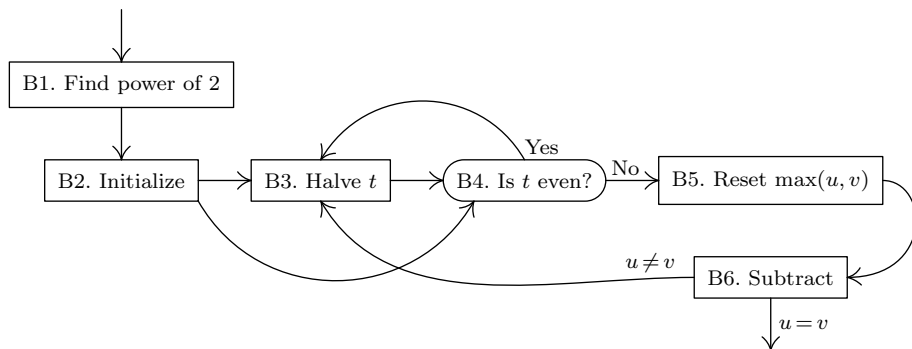 B1. Find power of 2
Yes
B2. Initialize
B3. Halve t
B4. Is t even?
No
B5. Reset max(u, v)
u ≠ v
B6. Subtract
u = v